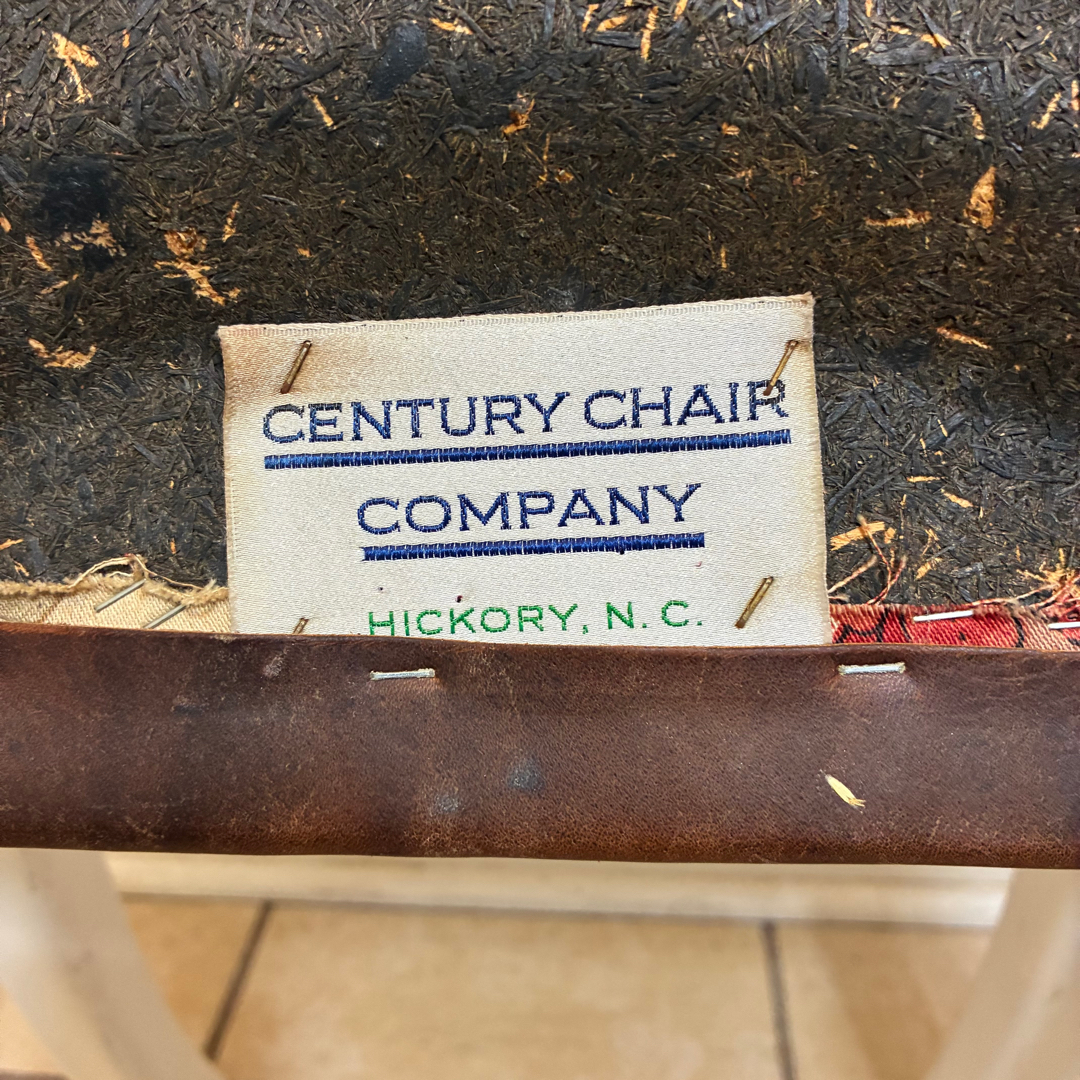 CENTURY CHAIR
COMPANY
HICKORY, N. C.